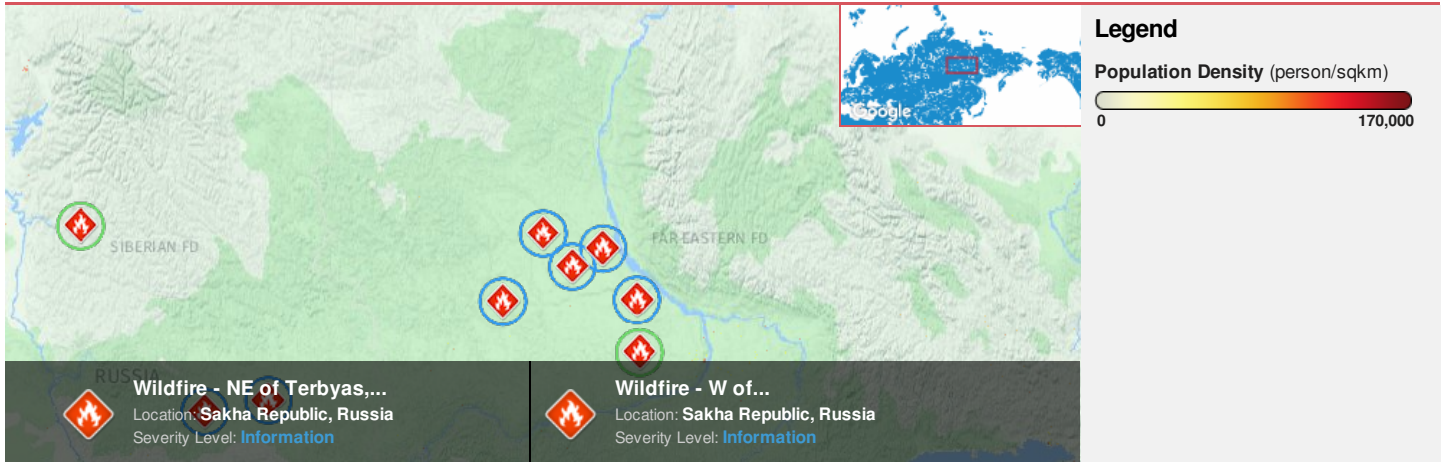 Google
Legend
Population Density (person/sqkm)
0 170,000
SIBERIAN FD
FAR EASTERN FD
RUSSIA
Wildfire - NE of Terbyas,...
Location: Sakha Republic, Russia
Severity Level: Information
Wildfire - W of...
Location: Sakha Republic, Russia
Severity Level: Information